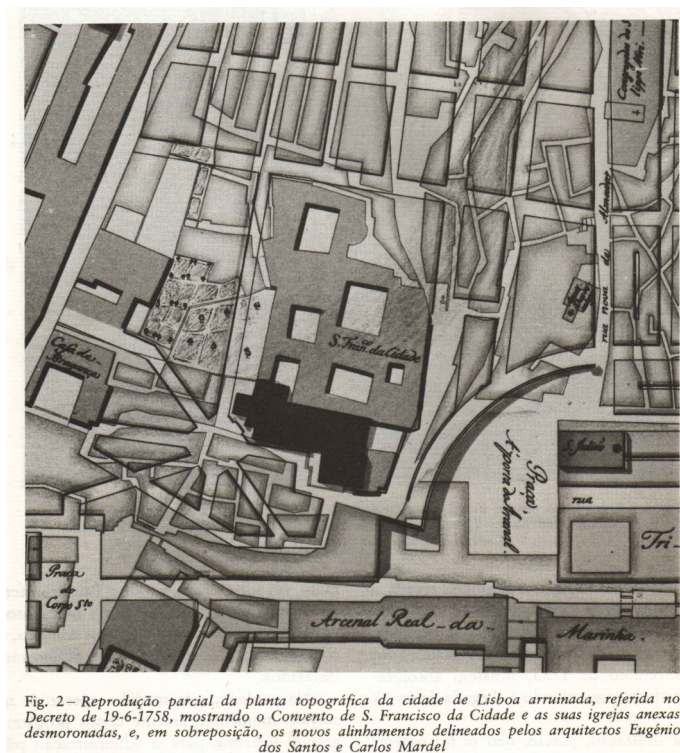 Congregação de S.
rua nova do Almada
Casa de
Bragança
S. Franco da Cidade
Praça,
S. Julião
rua
Tri-
Praça
do
Corpo Sto
Arcenal Real da
Marinha.
Fig. 2 — Reprodução parcial da planta topográfica da cidade de Lisboa arruinada, referida no
Decreto de 19-6-1758, mostrando o Convento de S. Francisco da Cidade e as suas igrejas anexas
desmoronadas, e, em sobreposição, os novos alinhamentos delineados pelos arquitectos Eugénio
dos Santos e Carlos Mardel